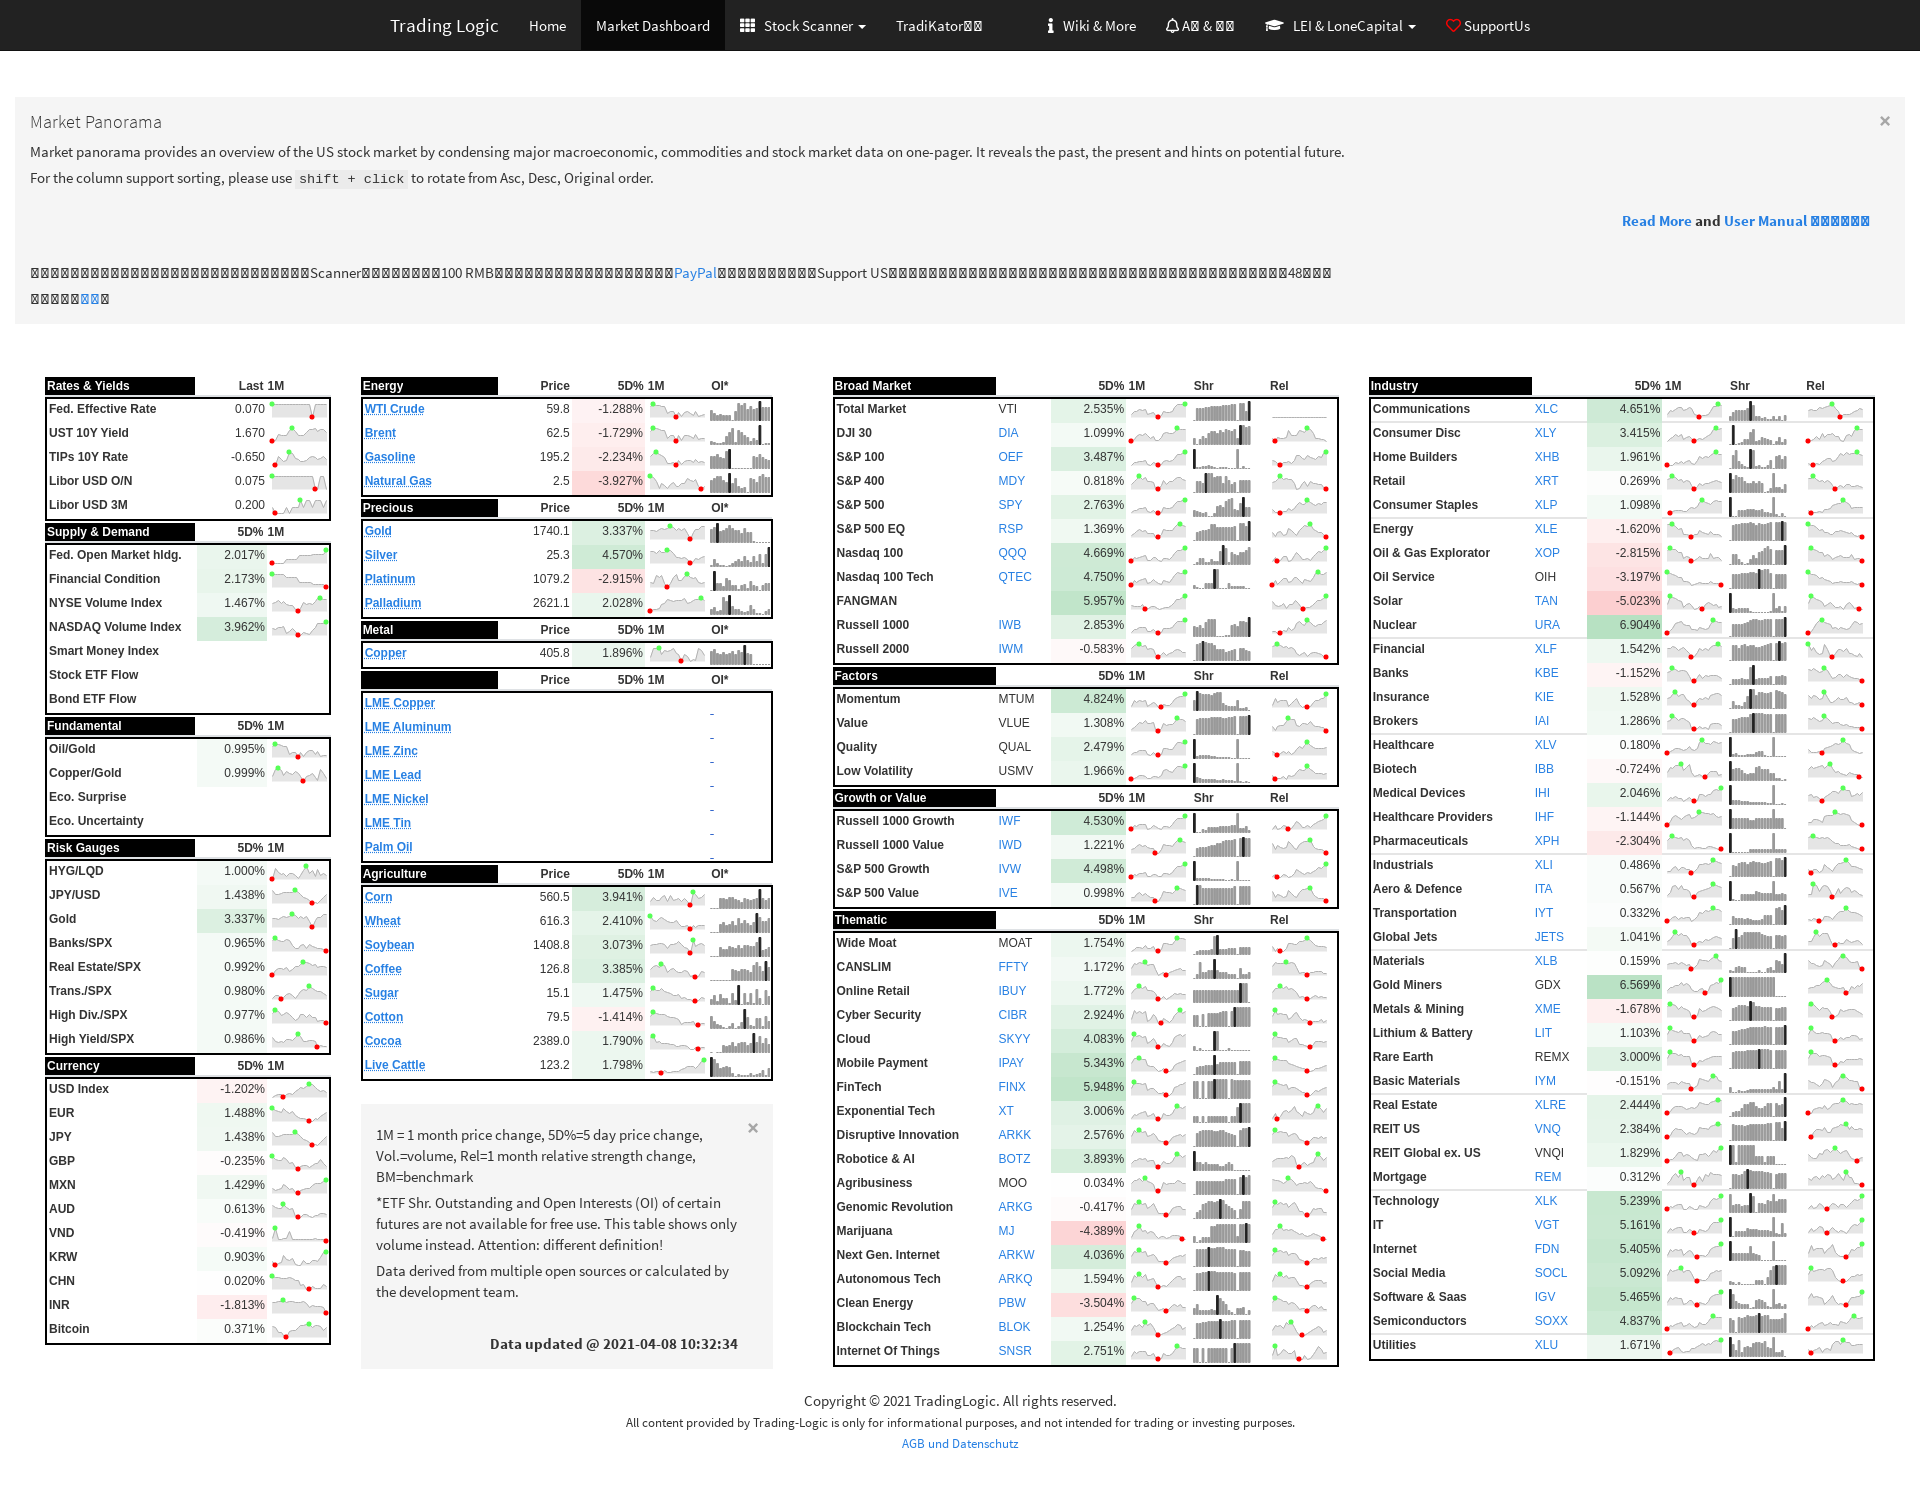 Trading Logic Home Market Dashboard Stock Scanner TradiKator Wiki & More A & LEI & LoneCapital SupportUs
Market Panorama ×
Market panorama provides an overview of the US stock market by condensing major macroeconomic, commodities and stock market data on one-pager. It reveals the past, the present and hints on potential future.
For the column support sorting, please use shift + click to rotate from Asc, Desc, Original order.
Read More and User Manual
Scanner 100 RMB PayPal Support US 48
Rates & Yields Last 1M
Fed. Effective Rate 0.070
UST 10Y Yield 1.670
TIPs 10Y Rate -0.650
Libor USD O/N 0.075
Libor USD 3M 0.200
Supply & Demand 5D% 1M
Fed. Open Market hldg. 2.017%
Financial Condition 2.173%
NYSE Volume Index 1.467%
NASDAQ Volume Index 3.962%
Smart Money Index
Stock ETF Flow
Bond ETF Flow
Fundamental 5D% 1M
Oil/Gold 0.995%
Copper/Gold 0.999%
Eco. Surprise
Eco. Uncertainty
Risk Gauges 5D% 1M
HYG/LQD 1.000%
JPY/USD 1.438%
Gold 3.337%
Banks/SPX 0.965%
Real Estate/SPX 0.992%
Trans./SPX 0.980%
High Div./SPX 0.977%
High Yield/SPX 0.986%
Currency 5D% 1M
USD Index -1.202%
EUR 1.488%
JPY 1.438%
GBP -0.235%
MXN 1.429%
AUD 0.613%
VND -0.419%
KRW 0.903%
CHN 0.020%
INR -1.813%
Bitcoin 0.371%
Energy Price 5D% 1M OI*
WTI Crude 59.8 -1.288%
Brent 62.5 -1.729%
Gasoline 195.2 -2.234%
Natural Gas 2.5 -3.927%
Precious Price 5D% 1M OI*
Gold 1740.1 3.337%
Silver 25.3 4.570%
Platinum 1079.2 -2.915%
Palladium 2621.1 2.028%
Metal Price 5D% 1M OI*
Copper 405.8 1.896%
Price 5D% 1M OI*
LME Copper -
LME Aluminum -
LME Zinc -
LME Lead -
LME Nickel -
LME Tin -
Palm Oil -
Agriculture Price 5D% 1M OI*
Corn 560.5 3.941%
Wheat 616.3 2.410%
Soybean 1408.8 3.073%
Coffee 126.8 3.385%
Sugar 15.1 1.475%
Cotton 79.5 -1.414%
Cocoa 2389.0 1.790%
Live Cattle 123.2 1.798%
×
1M = 1 month price change, 5D%=5 day price change,
Vol.=volume, Rel=1 month relative strength change,
BM=benchmark
*ETF Shr. Outstanding and Open Interests (OI) of certain
futures are not available for free use. This table shows only
volume instead. Attention: different definition!
Data derived from multiple open sources or calculated by
the development team.
Data updated @ 2021-04-08 10:32:34
Broad Market 5D% 1M Shr Rel
Total Market VTI 2.535%
DJI 30 DIA 1.099%
S&P 100 OEF 3.487%
S&P 400 MDY 0.818%
S&P 500 SPY 2.763%
S&P 500 EQ RSP 1.369%
Nasdaq 100 QQQ 4.669%
Nasdaq 100 Tech QTEC 4.750%
FANGMAN 5.957%
Russell 1000 IWB 2.853%
Russell 2000 IWM -0.583%
Factors 5D% 1M Shr Rel
Momentum MTUM 4.824%
Value VLUE 1.308%
Quality QUAL 2.479%
Low Volatility USMV 1.966%
Growth or Value 5D% 1M Shr Rel
Russell 1000 Growth IWF 4.530%
Russell 1000 Value IWD 1.221%
S&P 500 Growth IVW 4.498%
S&P 500 Value IVE 0.998%
Thematic 5D% 1M Shr Rel
Wide Moat MOAT 1.754%
CANSLIM FFTY 1.172%
Online Retail IBUY 1.772%
Cyber Security CIBR 2.924%
Cloud SKYY 4.083%
Mobile Payment IPAY 5.343%
FinTech FINX 5.948%
Exponential Tech XT 3.006%
Disruptive Innovation ARKK 2.576%
Robotice & AI BOTZ 3.893%
Agribusiness MOO 0.034%
Genomic Revolution ARKG -0.417%
Marijuana MJ -4.389%
Next Gen. Internet ARKW 4.036%
Autonomous Tech ARKQ 1.594%
Clean Energy PBW -3.504%
Blockchain Tech BLOK 1.254%
Internet Of Things SNSR 2.751%
Industry 5D% 1M Shr Rel
Communications XLC 4.651%
Consumer Disc XLY 3.415%
Home Builders XHB 1.961%
Retail XRT 0.269%
Consumer Staples XLP 1.098%
Energy XLE -1.620%
Oil & Gas Explorator XOP -2.815%
Oil Service OIH -3.197%
Solar TAN -5.023%
Nuclear URA 6.904%
Financial XLF 1.542%
Banks KBE -1.152%
Insurance KIE 1.528%
Brokers IAI 1.286%
Healthcare XLV 0.180%
Biotech IBB -0.724%
Medical Devices IHI 2.046%
Healthcare Providers IHF -1.144%
Pharmaceuticals XPH -2.304%
Industrials XLI 0.486%
Aero & Defence ITA 0.567%
Transportation IYT 0.332%
Global Jets JETS 1.041%
Materials XLB 0.159%
Gold Miners GDX 6.569%
Metals & Mining XME -1.678%
Lithium & Battery LIT 1.103%
Rare Earth REMX 3.000%
Basic Materials IYM -0.151%
Real Estate XLRE 2.444%
REIT US VNQ 2.384%
REIT Global ex. US VNQI 1.829%
Mortgage REM 0.312%
Technology XLK 5.239%
IT VGT 5.161%
Internet FDN 5.405%
Social Media SOCL 5.092%
Software & Saas IGV 5.465%
Semiconductors SOXX 4.837%
Utilities XLU 1.671%
Copyright © 2021 TradingLogic. All rights reserved.
All content provided by Trading-Logic is only for informational purposes, and not intended for trading or investing purposes.
AGB und Datenschutz